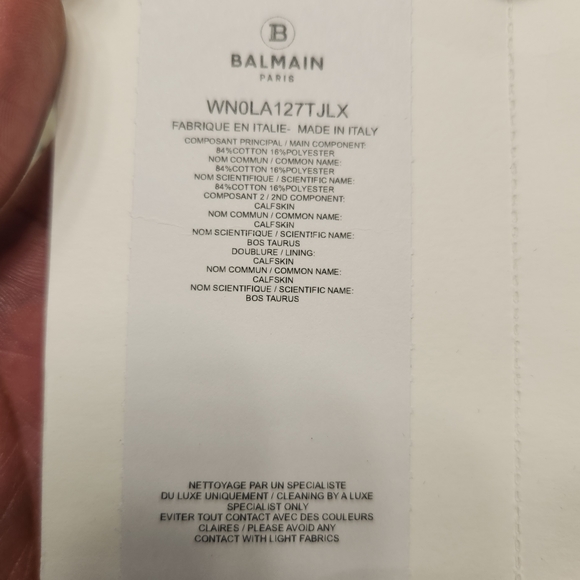 B
BALMAIN
PARIS
WN0LA127TJLX
FABRIQUE EN ITALIE- MADE IN ITALY
COMPOSANT PRINCIPAL / MAIN COMPONENT:
84%COTTON 16%POLYESTER
NOM COMMUN / COMMON NAME:
84%COTTON 16%POLYESTER
NOM SCIENTIFIQUE / SCIENTIFIC NAME:
84%COTTON 16%POLYESTER
COMPOSANT 2 / 2ND COMPONENT:
CALFSKIN
NOM COMMUN / COMMON NAME:
CALFSKIN
NOM SCIENTIFIQUE / SCIENTIFIC NAME:
BOS TAURUS
DOUBLURE / LINING:
CALFSKIN
NOM COMMUN / COMMON NAME:
CALFSKIN
NOM SCIENTIFIQUE / SCIENTIFIC NAME:
BOS TAURUS
NETTOYAGE PAR UN SPECIALISTE
DU LUXE UNIQUEMENT / CLEANING BY A LUXE
SPECIALIST ONLY
EVITER TOUT CONTACT AVEC DES COULEURS
CLAIRES / PLEASE AVOID ANY
CONTACT WITH LIGHT FABRICS